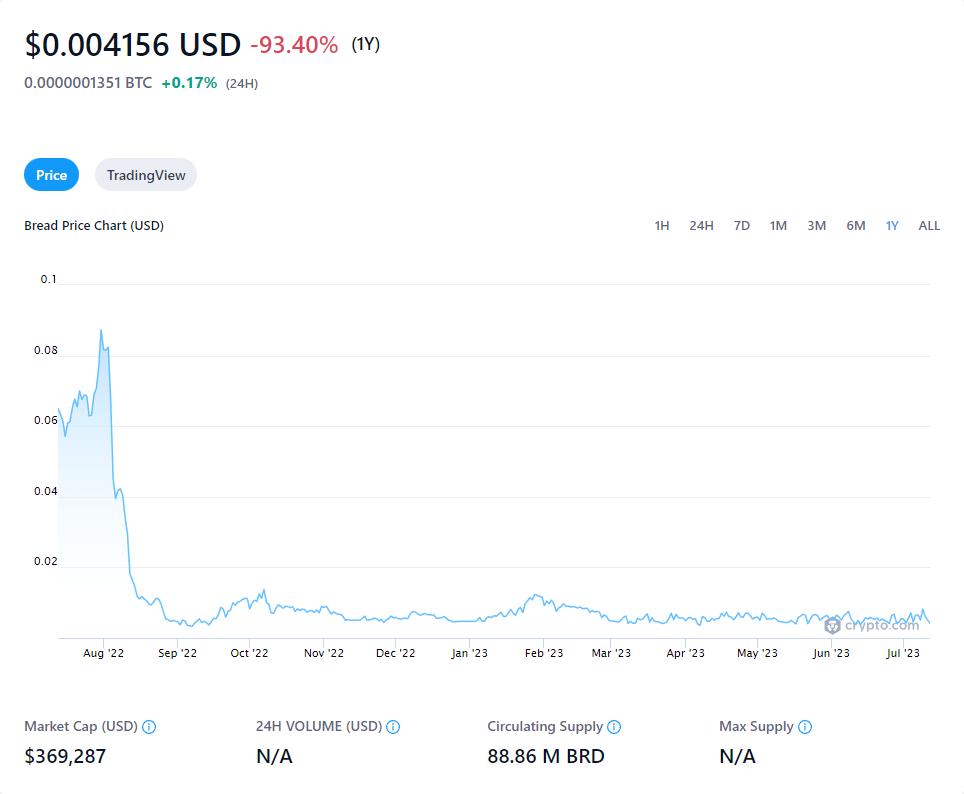 $0.004156 USD -93.40% (1Y)
0.0000001351 BTC +0.17% (24H)
Price TradingView
Bread Price Chart (USD) 1H 24H 7D 1M 3M 6M 1Y ALL
0.1
0.08
0.06
0.04
0.02
crypto.com
Aug '22 Sep '22 Oct '22 Nov '22 Dec '22 Jan '23 Feb '23 Mar '23 Apr '23 May '23 Jun '23 Jul '23
Market Cap (USD) 24H VOLUME (USD) Circulating Supply Max Supply
$369,287 N/A 88.86 M BRD N/A